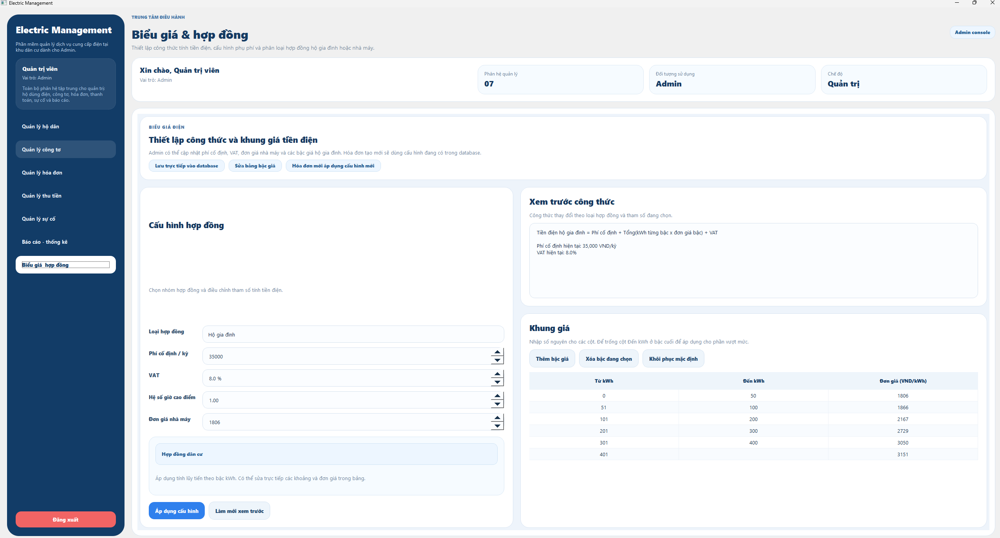 Electric Management
Electric Management
Phần mềm quản lý dịch vụ cung cấp điện tại
khu dân cư dành cho Admin.
Quản trị viên
Vai trò: Admin
Toàn bộ phân hệ tập trung cho quản trị:
hộ dùng điện, công tơ, hóa đơn, thanh
toán, sự cố và báo cáo.
Quản lý hộ dân
Quản lý công tơ
Quản lý hóa đơn
Quản lý thu tiền
Quản lý sự cố
Báo cáo - thống kê
Biểu giá  hợp đồng
Đăng xuất
TRUNG TÂM ĐIỀU HÀNH
Biểu giá & hợp đồng
Thiết lập công thức tính tiền điện, cấu hình phụ phí và phân loại hợp đồng hộ gia đình hoặc nhà máy.
Admin console
Xin chào, Quản trị viên
Vai trò: Admin
Phân hệ quản lý
07
Đối tượng sử dụng
Admin
Chế độ
Quản trị
BIỂU GIÁ ĐIỆN
Thiết lập công thức và khung giá tiền điện
Admin có thể cập nhật phí cố định, VAT, đơn giá nhà máy và các bậc giá hộ gia đình. Hóa đơn tạo mới sẽ dùng cấu hình đang có trong database.
Lưu trực tiếp vào database
Sửa bảng bậc giá
Hóa đơn mới áp dụng cấu hình mới
Cấu hình hợp đồng
Chọn nhóm hợp đồng và điều chỉnh tham số tính tiền điện.
Loại hợp đồng
Hộ gia đình
Phí cố định / kỳ
35000
VAT
8.0 %
Hệ số giờ cao điểm
1.00
Đơn giá nhà máy
1806
Hợp đồng dân cư
Áp dụng tính lũy tiến theo bậc kWh. Có thể sửa trực tiếp các khoảng và đơn giá trong bảng.
Áp dụng cấu hình
Làm mới xem trước
Xem trước công thức
Công thức thay đổi theo loại hợp đồng và tham số đang chọn.
Tiền điện hộ gia đình = Phí cố định + Tổng(kWh từng bậc x đơn giá bậc) + VAT
Phí cố định hiện tại: 35,000 VND/kỳ
VAT hiện tại: 8.0%
Khung giá
Nhập số nguyên cho các cột. Để trống cột Đến kWh ở bậc cuối để áp dụng cho phần vượt mức.
Thêm bậc giá
Xóa bậc đang chọn
Khôi phục mặc định
Từ kWh Đến kWh Đơn giá (VND/kWh)
0 50 1806
51 100 1866
101 200 2167
201 300 2729
301 400 3050
401 3151